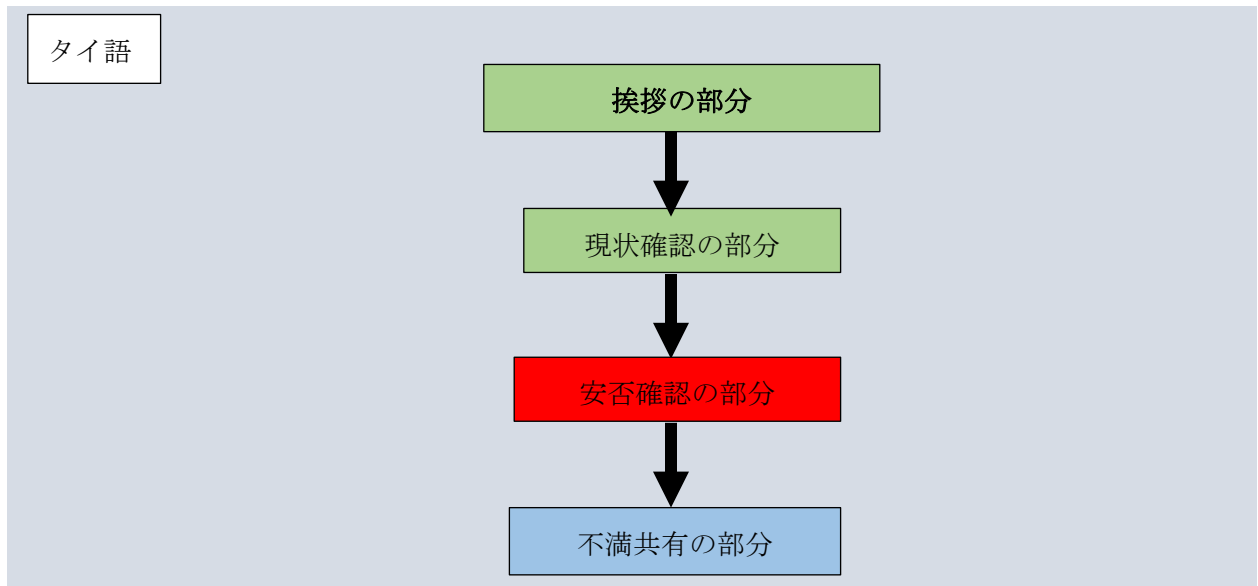 タイ語
挨拶の部分
現状確認の部分
安否確認の部分
不満共有の部分